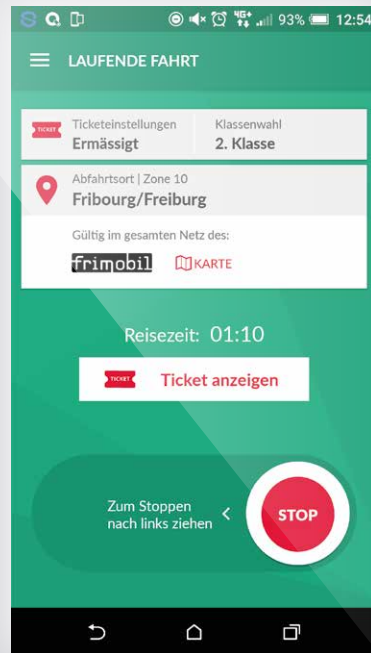 93% 12:54
LAUFENDE FAHRT
TICKET
Ticketeinstellungen
Ermässigt
Klassenwahl
2. Klasse
Abfahrtsort | Zone 10
Fribourg/Freiburg
Gültig im gesamten Netz des:
frimobil
KARTE
Reisezeit: 01:10
TICKET Ticket anzeigen
Zum Stoppen
nach links ziehen
STOP